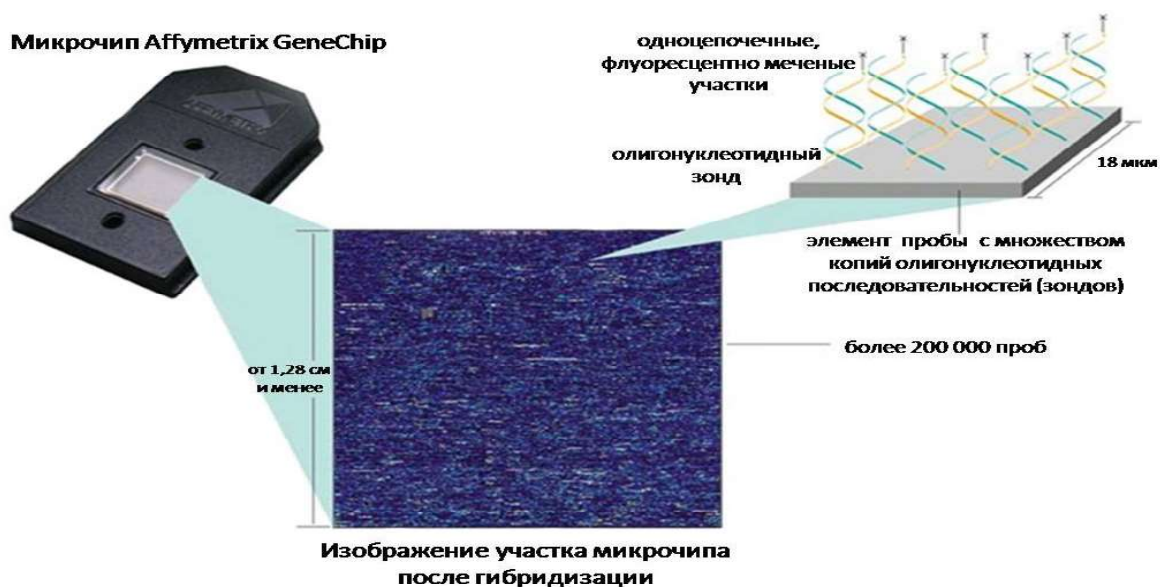 Микрочип Affymetrix GeneChip
одноцепочечные,
флуоресцентно меченые
участки
олигонуклеотидный
зонд
18 мкм
элемент пробы с множеством
копий олигонуклеотидных
последовательностей (зондов)
более 200 000 проб
от 1,28 см
и менее
Изображение участка микрочипа
после гибридизации